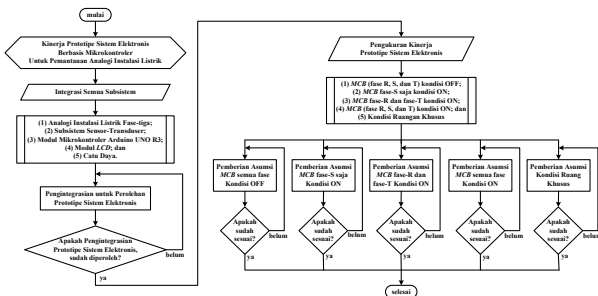 mulai
Kinerja Prototipe Sistem Elektronis
Berbasis Mikrokontroler
Untuk Pemantauan Analogi Instalasi Listrik
Integrasi Semua Subsistem
(1) Analogi Instalasi Listrik Fase-tiga;
(2) Subsistem Sensor-Transduser;
(3) Modul Mikrokontroler Arduino UNO R3;
(4) Modul LCD; dan
(5) Catu Daya.
Pengintegrasian untuk Perolehan
Prototipe Sistem Elektronis
Apakah Pengintegrasian
Prototipe Sistem Elektronis,
sudah diperoleh?
belum
ya
Pengukuran Kinerja
Prototipe Sistem Elektronis
(1) MCB (fase R, S, dan T) kondisi OFF;
(2) MCB fase-S saja kondisi ON;
(3) MCB fase-R dan fase-T kondisi ON;
(4) MCB (fase R, S, dan T) kondisi ON; dan
(5) Kondisi Ruangan Khusus
Pemberian Asumsi
MCB semua fase
Kondisi OFF
Pemberian Asumsi
MCB fase-S saja
Kondisi ON
Pemberian Asumsi
MCB fase-R dan
fase-T Kondisi ON
Pemberian Asumsi
MCB semua fase
Kondisi ON
Pemberian Asumsi
Kondisi Ruang
Khusus
Apakah
sudah
sesuai?
belum
ya
Apakah
sudah
sesuai?
belum
ya
Apakah
sudah
sesuai?
belum
ya
Apakah
sudah
sesuai?
belum
ya
Apakah
sudah
sesuai?
belum
ya
selesai